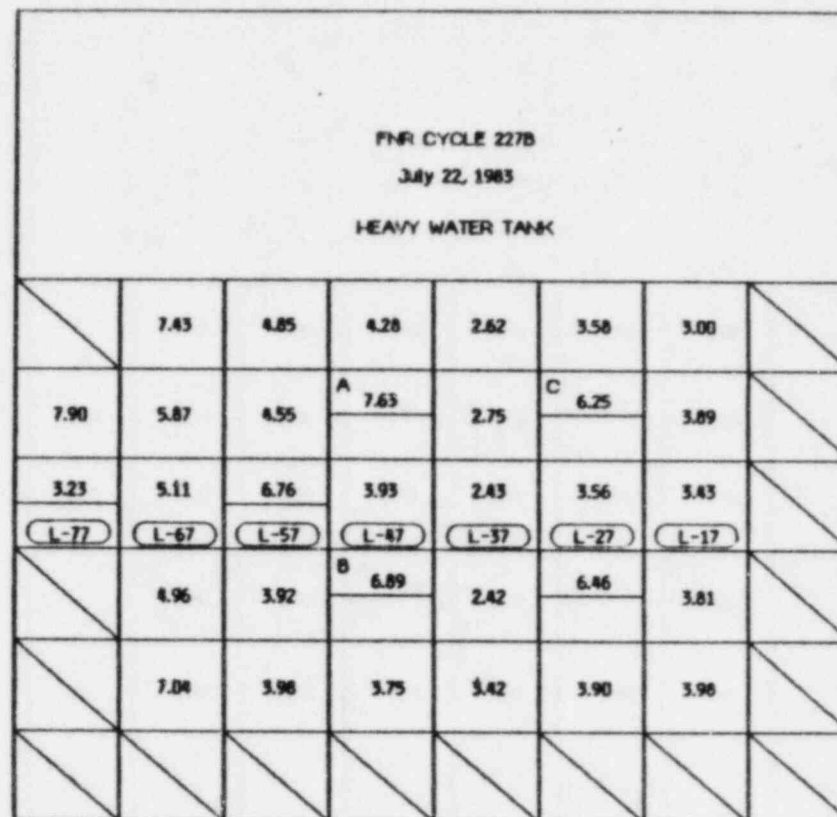 FNR CYCLE 227B
July 22, 1983
HEAVY WATER TANK
7.43 4.85 4.28 2.62 3.58 3.00
A C
7.90 5.87 4.55 7.63 2.75 6.25 3.89
3.23 5.11 6.76 3.93 2.43 3.56 3.43
L-77 L-67 L-57 L-47 L-37 L-27 L-17
B
4.96 3.92 6.89 2.42 6.46 3.81
7.04 3.98 3.75 3.42 3.90 3.98